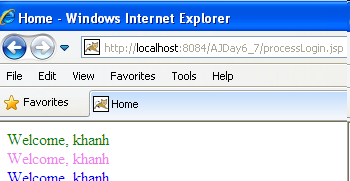 Home - Windows Internet Explorer
http://localhost:8084/AJDay6_7/processLogin.jsp
File Edit View Favorites Tools Help
Favorites Home
Welcome, khanh
Welcome, khanh
Welcome, khanh